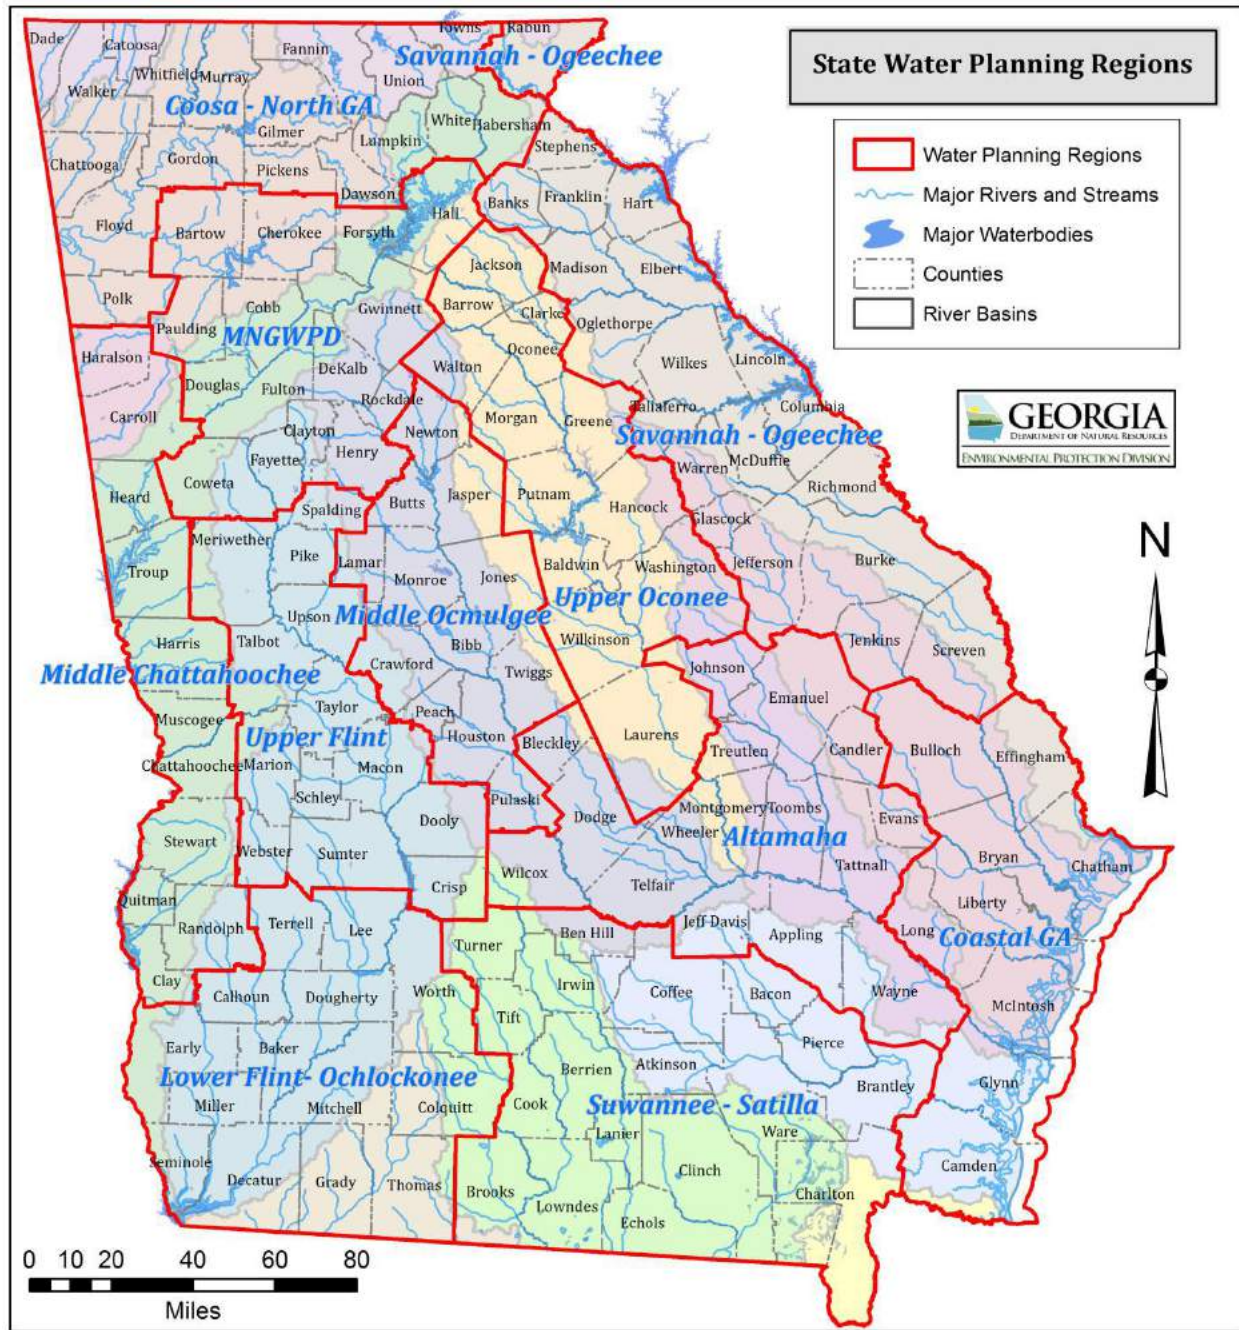 State Water Planning Regions
Water Planning Regions
Major Rivers and Streams
Major Waterbodies
Counties
River Basins
GEORGIA
DEPARTMENT OF NATURAL RESOURCES
ENVIRONMENTAL PROTECTION DIVISION
N
Towns
Rabun
Dade
Catoosa
Fannin
Savannah - Ogeechee
Whitfield
Murray
Union
Walker
Coosa - North GA
White
Habersham
Gilmer
Lumpkin
Stephens
Chattooga
Gordon
Pickens
Dawson
Banks
Franklin
Hart
Hall
Floyd
Bartow
Cherokee
Forsyth
Jackson
Madison
Elbert
Polk
Cobb
Gwinnett
Barrow
Clarke
Paulding
MNGWPD
Oglethorpe
Oconee
Haralson
DeKalb
Walton
Wilkes
Lincoln
Douglas
Fulton
Rockdale
Taliaferro
Columbia
Carroll
Morgan
Greene
Clayton
Newton
Savannah - Ogeechee
Fayette
Henry
McDuffie
Warren
Coweta
Richmond
Heard
Butts
Jasper
Putnam
Hancock
Spalding
Glascock
Meriwether
Pike
Lamar
Baldwin
Washington
Jefferson
Burke
Troup
Monroe
Jones
Upper Oconee
Upson
Middle Ocmulgee
Harris
Talbot
Bibb
Wilkinson
Jenkins
Screven
Middle Chattahoochee
Crawford
Twiggs
Johnson
Emanuel
Muscogee
Taylor
Peach
Upper Flint
Houston
Bleckley
Laurens
Treutlen
Candler
Bulloch
Effingham
Chattahoochee
Marion
Macon
Schley
Pulaski
Dooly
Dodge
Montgomery
Toombs
Evans
Stewart
Webster
Sumter
Wheeler
Altamaha
Bryan
Chatham
Wilcox
Tattnall
Crisp
Telfair
Quitman
Liberty
Randolph
Terrell
Lee
Turner
Ben Hill
Jeff Davis
Appling
Long
Coastal GA
Clay
Calhoun
Dougherty
Worth
Irwin
Coffee
Bacon
Wayne
McIntosh
Tift
Early
Baker
Pierce
Atkinson
Berrien
Lower Flint- Ochlockonee
Brantley
Glynn
Miller
Mitchell
Colquitt
Cook
Suwannee - Satilla
Lanier
Ware
Seminole
Clinch
Camden
Decatur
Grady
Thomas
Brooks
Charlton
Lowndes
Echols
0 10 20 40 60 80
Miles